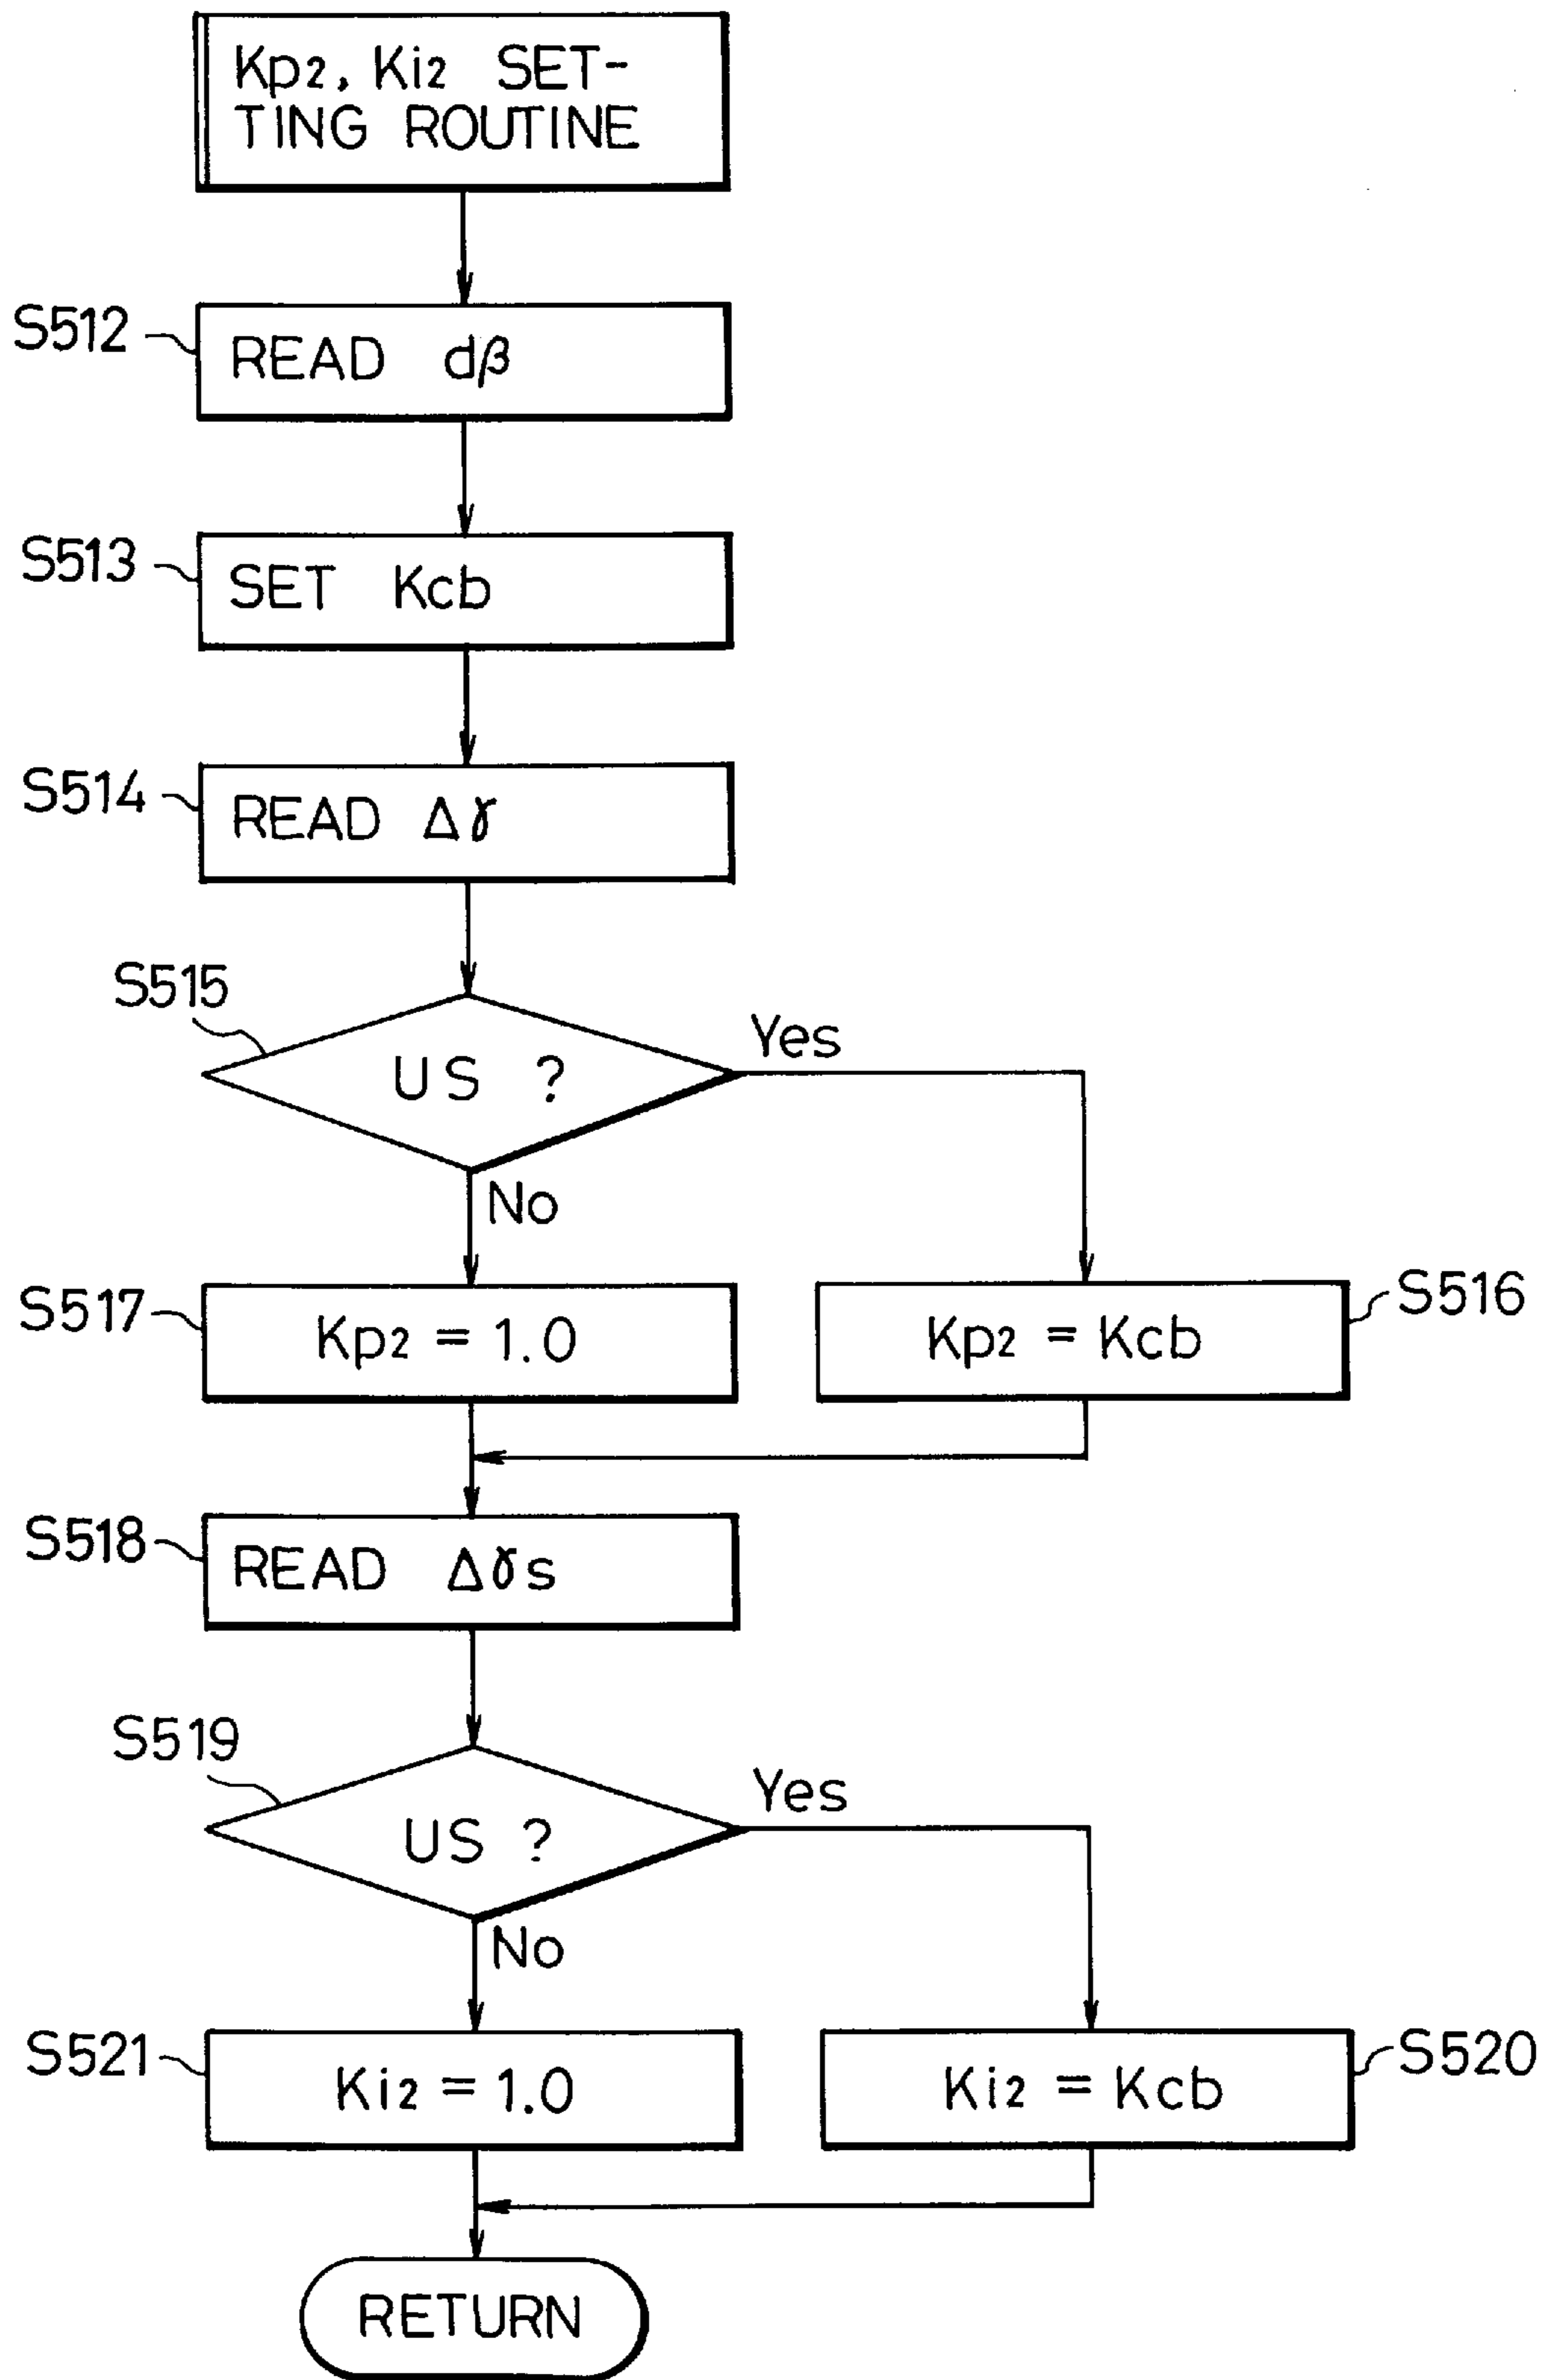 Kp2, Ki2 SET-
TING ROUTINE
S512
READ dβ
S513
SET Kcb
S514
READ Δγ
S515
US ?
Yes
No
S517
Kp2 = 1.0
Kp2 = Kcb
S516
S518
READ Δγs
S519
US ?
Yes
No
S521
Ki2 = 1.0
Ki2 = Kcb
S520
RETURN